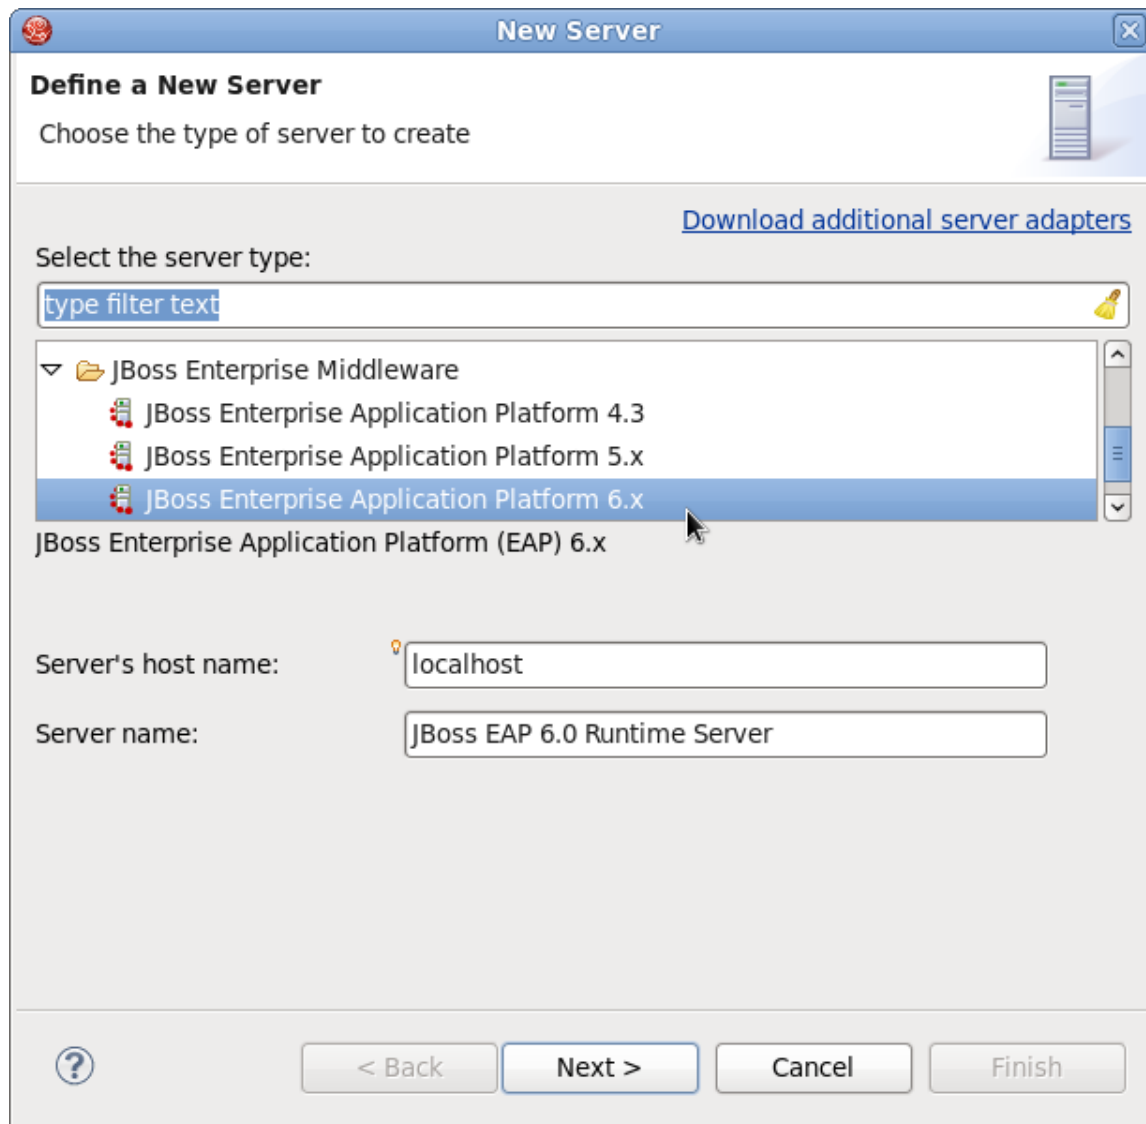 New Server
Define a New Server
Choose the type of server to create
Download additional server adapters
Select the server type:
type filter text
JBoss Enterprise Middleware
JBoss Enterprise Application Platform 4.3
JBoss Enterprise Application Platform 5.x
JBoss Enterprise Application Platform 6.x
JBoss Enterprise Application Platform (EAP) 6.x
Server's host name: localhost
Server name: JBoss EAP 6.0 Runtime Server
? < Back Next > Cancel Finish